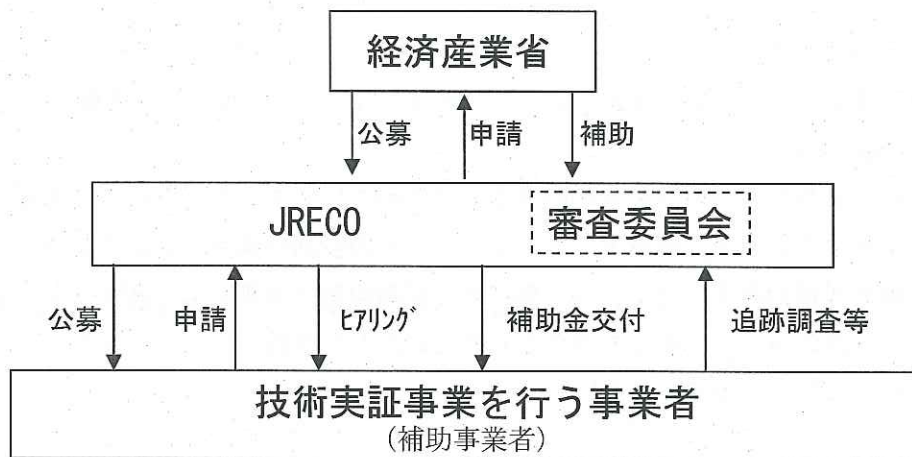 経済産業省
公募 申請 補助
JRECO 審査委員会
公募 申請 ﾋｱﾘﾝｸﾞ 補助金交付 追跡調査等
技術実証事業を行う事業者
(補助事業者)